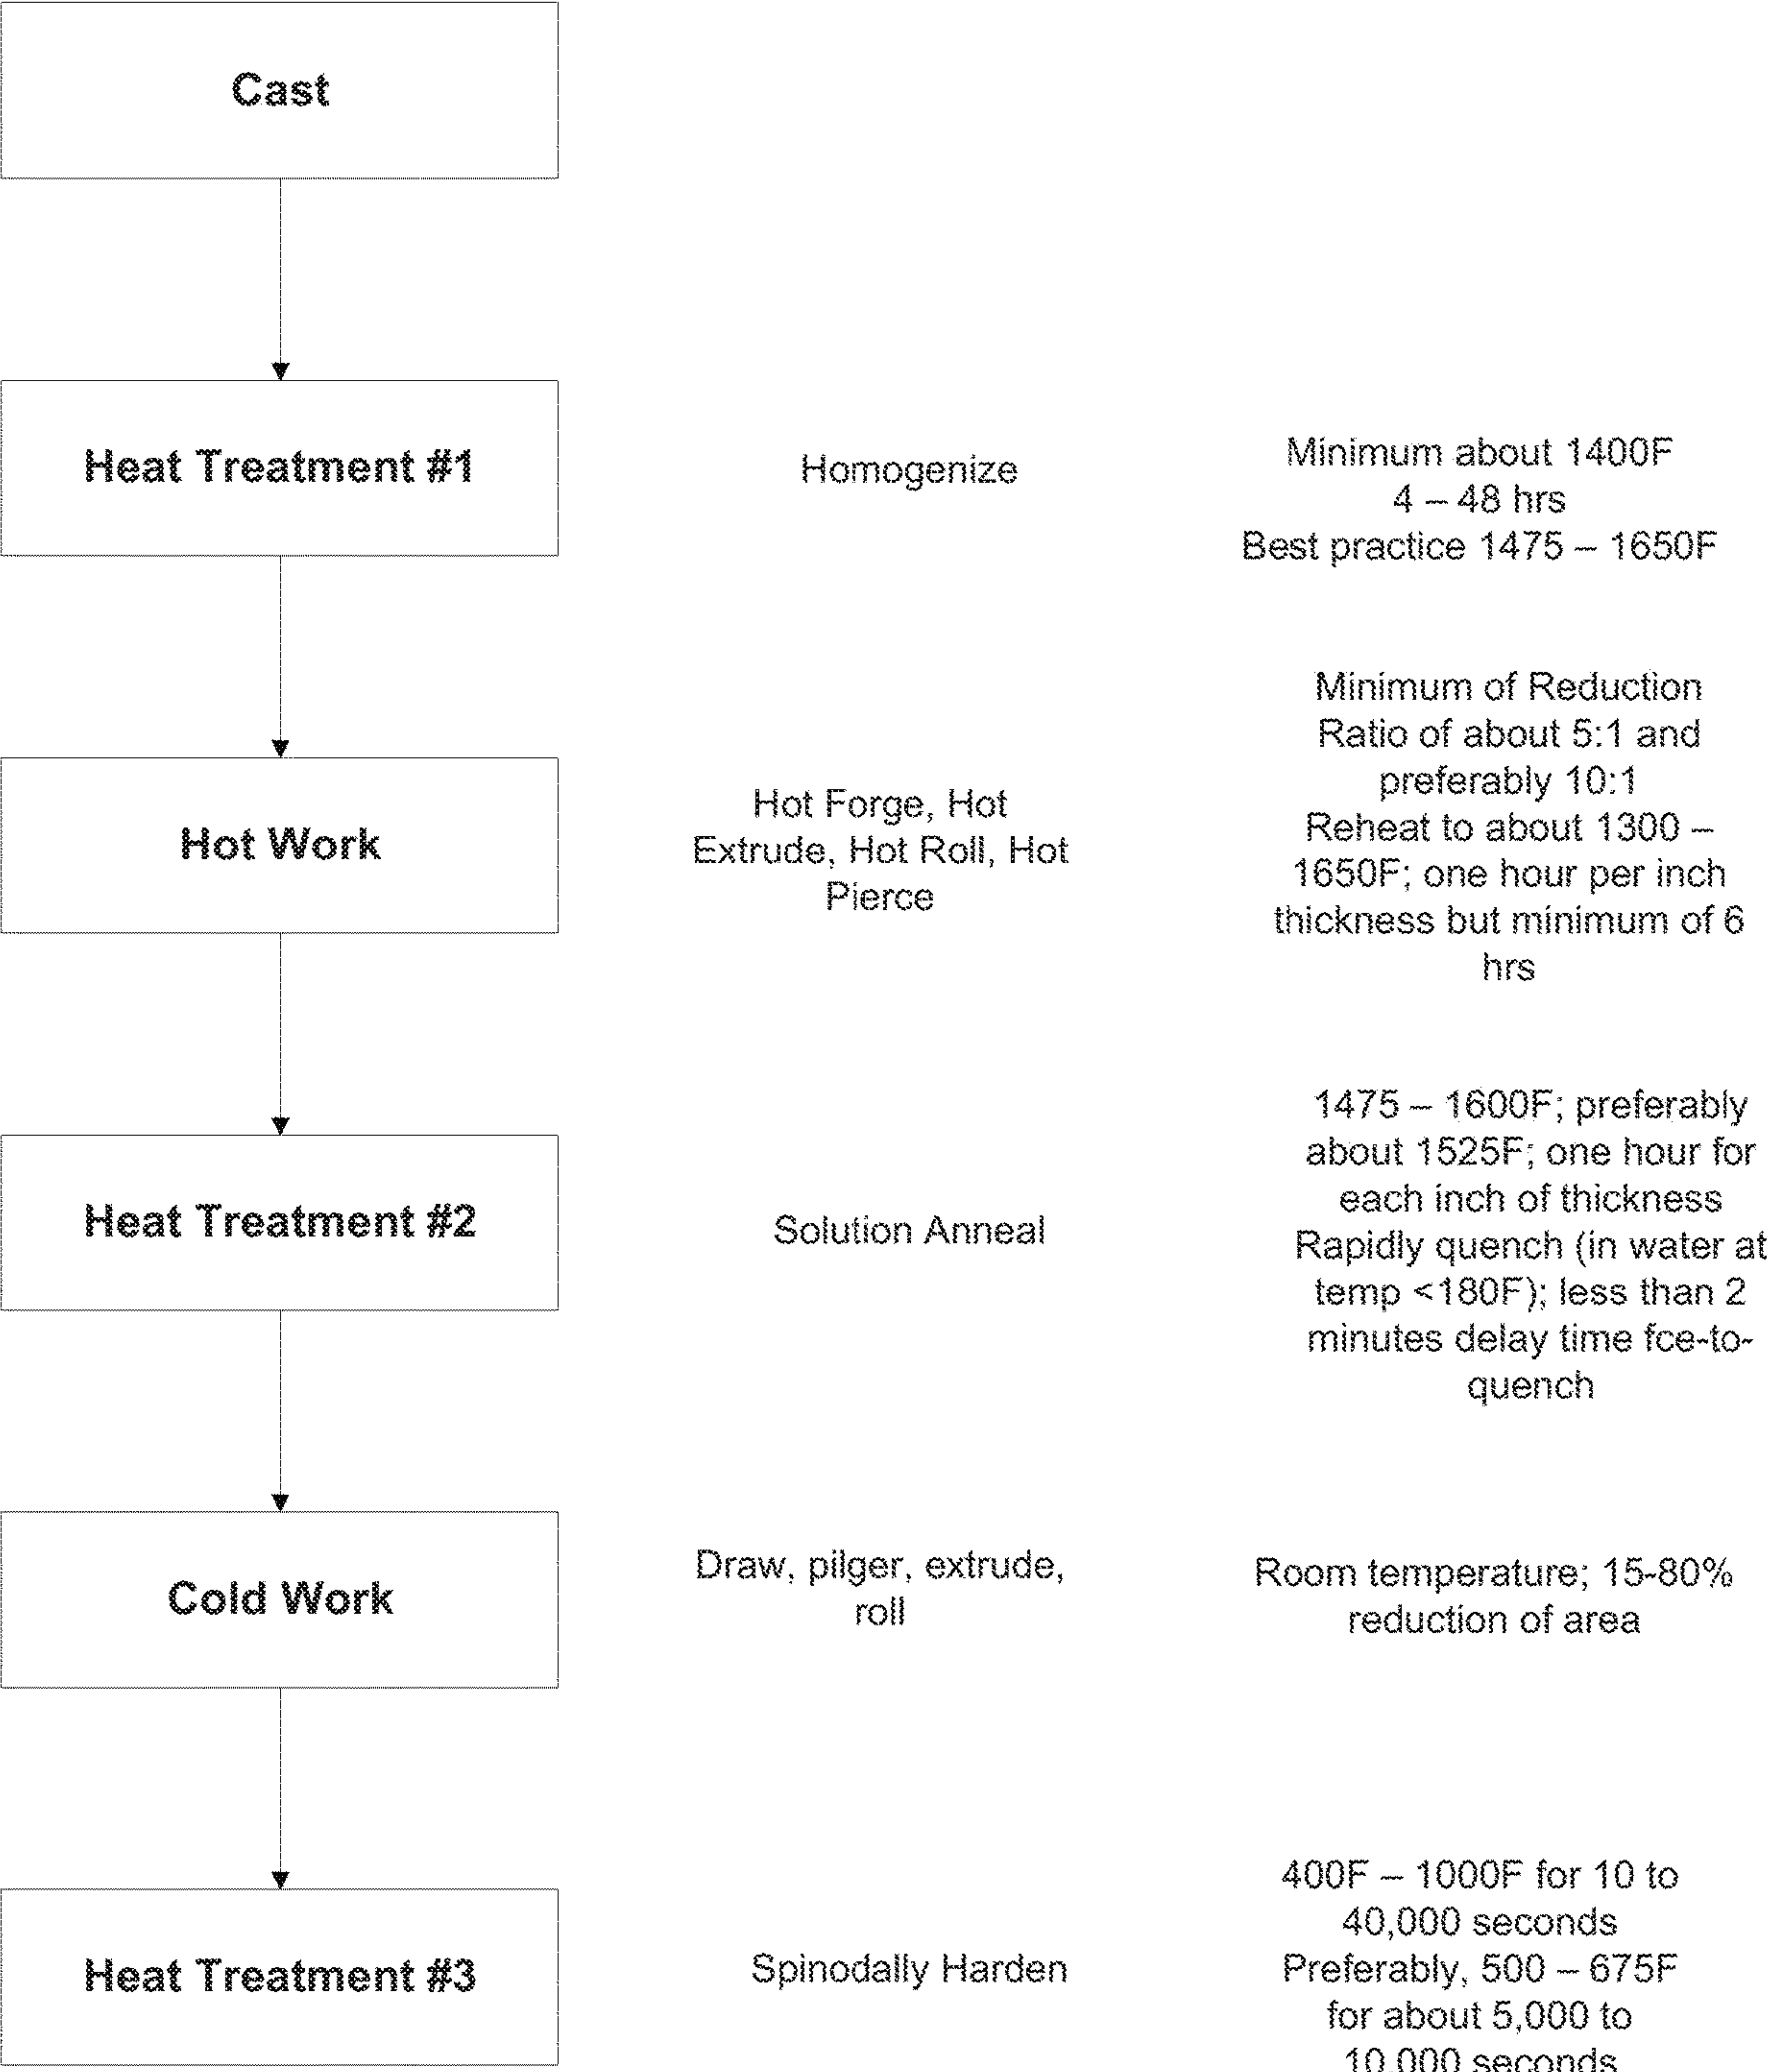 Cast
Heat Treatment #1
Homogenize
Minimum about 1400F
4 – 48 hrs
Best practice 1475 – 1650F
Hot Work
Hot Forge, Hot
Extrude, Hot Roll, Hot
Pierce
Minimum of Reduction
Ratio of about 5:1 and
preferably 10:1
Reheat to about 1300 –
1650F; one hour per inch
thickness but minimum of 6
hrs
Heat Treatment #2
Solution Anneal
1475 – 1600F; preferably
about 1525F; one hour for
each inch of thickness
Rapidly quench (in water at
temp <180F); less than 2
minutes delay time fce-to-
quench
Cold Work
Draw, pilger, extrude,
roll
Room temperature; 15-80%
reduction of area
Heat Treatment #3
Spinodally Harden
400F – 1000F for 10 to
40,000 seconds
Preferably, 500 – 675F
for about 5,000 to
10,000 seconds